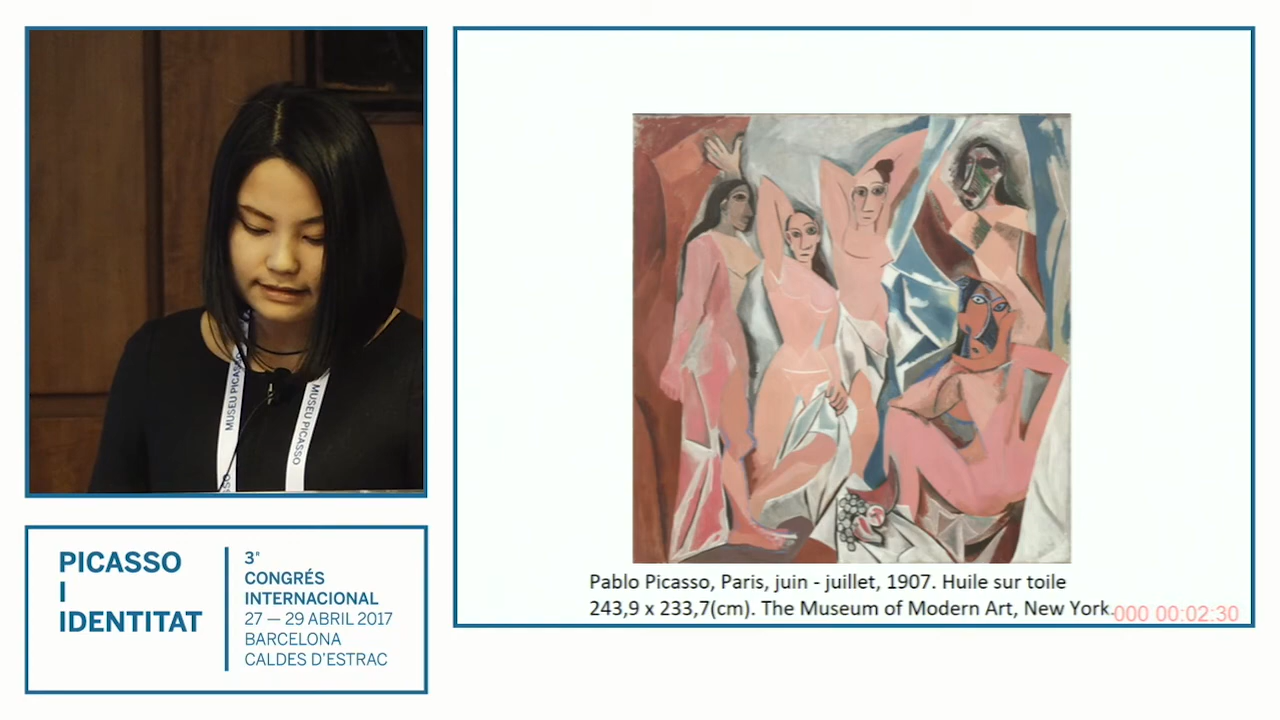 MUSEU PICASSO
MUSEU PICASSO
SSO
PICASSO
I
IDENTITAT
3"
CONGRÉS
INTERNACIONAL
27 — 29 ABRIL 2017
BARCELONA
CALDES D'ESTRAC
Pablo Picasso, Paris, juin - juillet, 1907. Huile sur toile
243,9 x 233,7(cm). The Museum of Modern Art, New York.
000 00:02:30